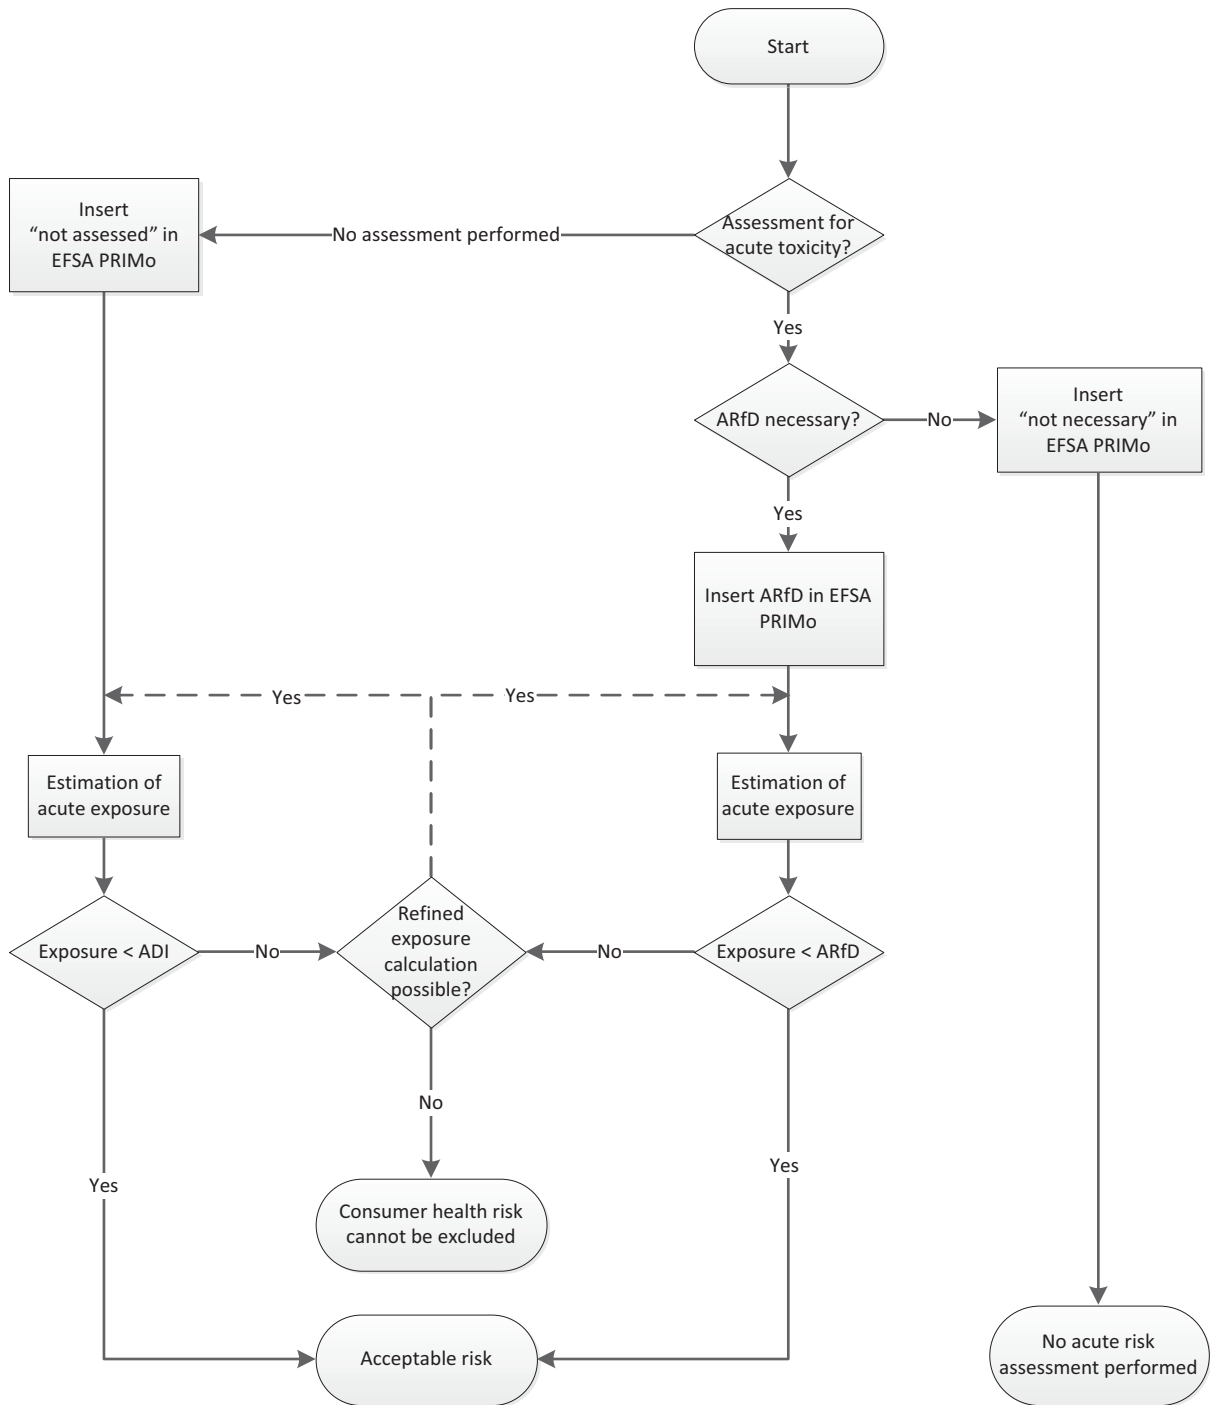 Start
Assessment for
acute toxicity?
No assessment performed
Insert
“not assessed” in
EFSA PRIMo
Yes
ARfD necessary?
No
Insert
“not necessary” in
EFSA PRIMo
Yes
Insert ARfD in EFSA
PRIMo
Yes
Yes
Estimation of
acute exposure
Estimation of
acute exposure
Exposure < ADI
No
Refined
exposure
calculation
possible?
No
Exposure < ARfD
No
Yes
Yes
Consumer health risk
cannot be excluded
Acceptable risk
No acute risk
assessment performed